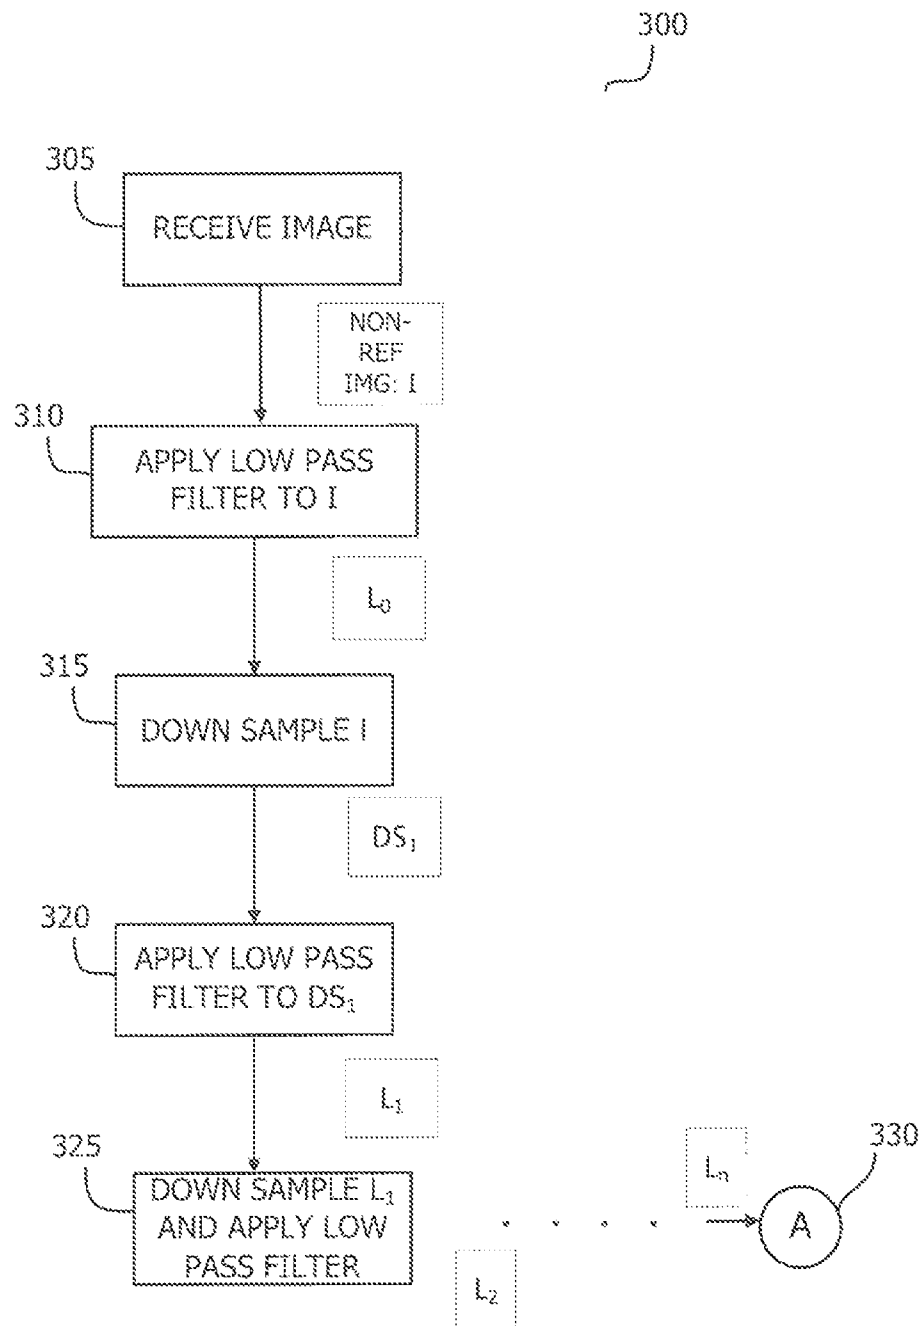 300
305
RECEIVE IMAGE
NON-
REF
IMG: I
310
APPLY LOW PASS
FILTER TO I
L₀
315
DOWN SAMPLE I
DS₁
320
APPLY LOW PASS
FILTER TO DS₁
L₁
325
DOWN SAMPLE L₁
AND APPLY LOW
PASS FILTER
L₂
. . . .
Lₙ
330
A